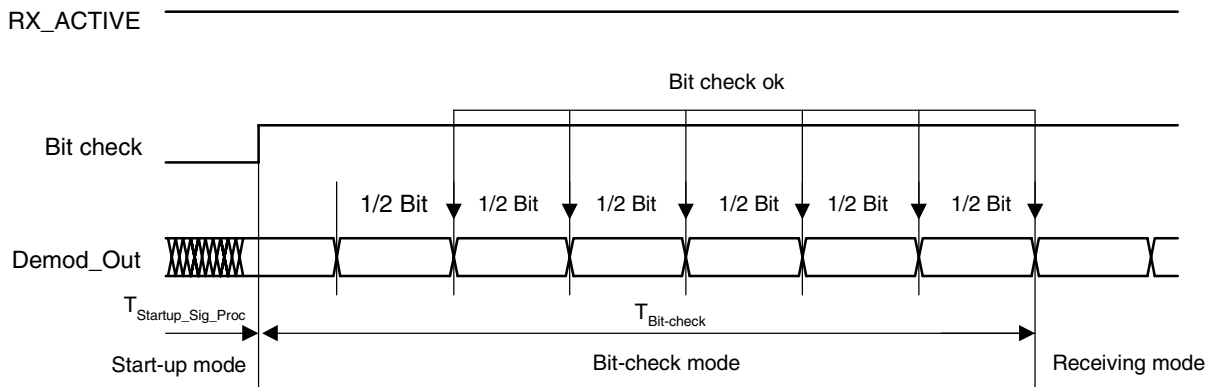 RX_ACTIVE
Bit check ok
Bit check
1/2 Bit 1/2 Bit 1/2 Bit 1/2 Bit 1/2 Bit 1/2 Bit
Demod_Out
TStartup_Sig_Proc TBit-check
Start-up mode Bit-check mode Receiving mode